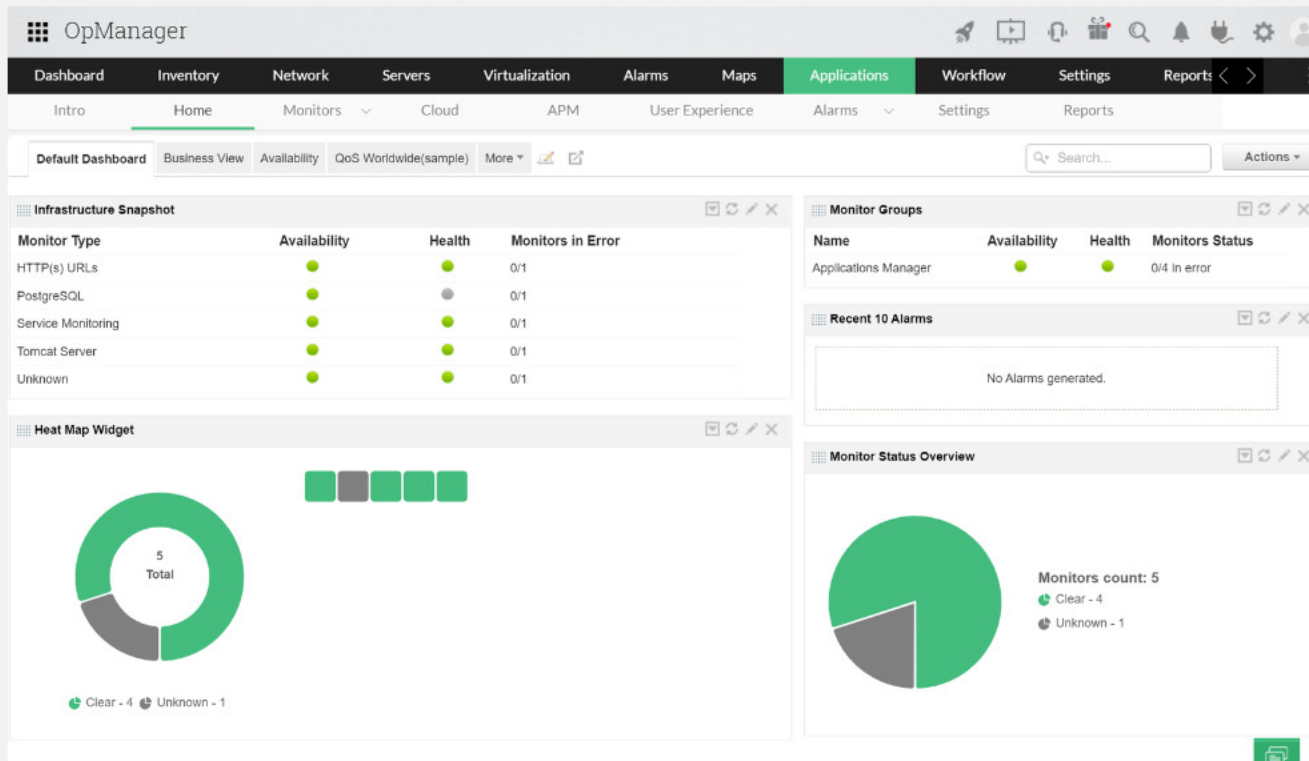 OpManager
Dashboard Inventory Network Servers Virtualization Alarms Maps Applications Workflow Settings Reports
Intro Home Monitors Cloud APM User Experience Alarms Settings Reports
Default Dashboard Business View Availability QoS Worldwide(sample) More Search... Actions
Infrastructure Snapshot
Monitor Type Availability Health Monitors in Error
HTTP(s) URLs 0/1
PostgreSQL 0/1
Service Monitoring 0/1
Tomcat Server 0/1
Unknown 0/1
Heat Map Widget
5
Total
Clear - 4 Unknown - 1
Monitor Groups
Name Availability Health Monitors Status
Applications Manager 0/4 in error
Recent 10 Alarms
No Alarms generated.
Monitor Status Overview
Monitors count: 5
Clear - 4
Unknown - 1